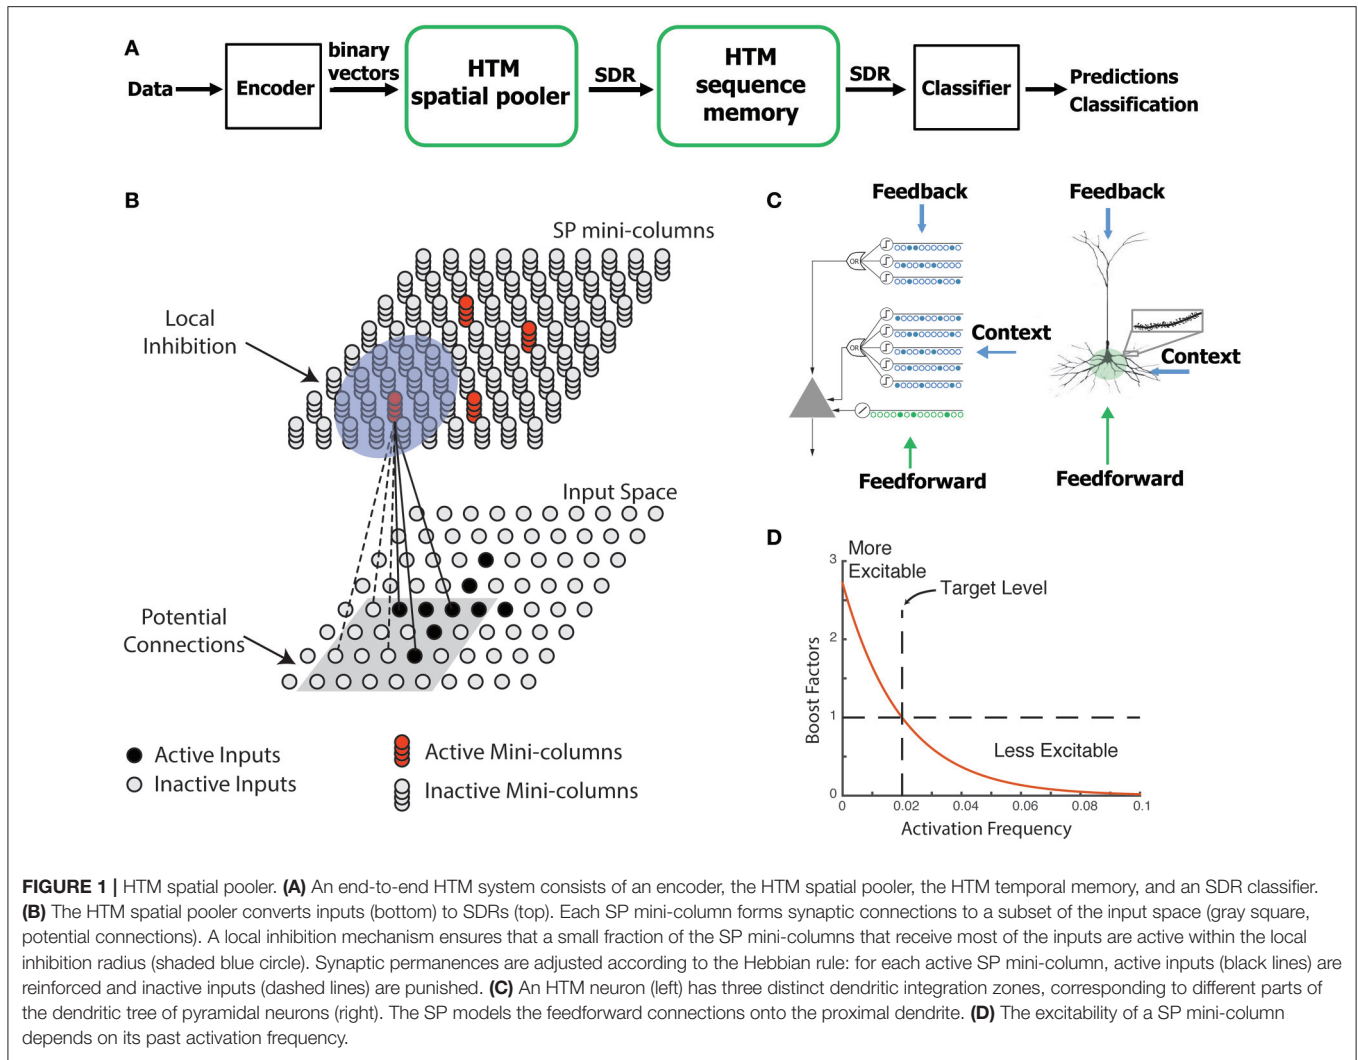 A
Data
Encoder
binary
vectors
HTM
spatial pooler
SDR
HTM
sequence
memory
SDR
Classifier
Predictions
Classification
B
SP mini-columns
Local
Inhibition
Input Space
Potential
Connections
Active Inputs
Inactive Inputs
Active Mini-columns
Inactive Mini-columns
C
Feedback
OR
OR
Context
Feedforward
Feedback
Context
Feedforward
D
More
Excitable
Target Level
Less Excitable
Boost Factors
3
2
1
0
0
0.02
0.04
0.06
0.08
0.1
Activation Frequency
FIGURE 1 | HTM spatial pooler. (A) An end-to-end HTM system consists of an encoder, the HTM spatial pooler, the HTM temporal memory, and an SDR classifier.
(B) The HTM spatial pooler converts inputs (bottom) to SDRs (top). Each SP mini-column forms synaptic connections to a subset of the input space (gray square,
potential connections). A local inhibition mechanism ensures that a small fraction of the SP mini-columns that receive most of the inputs are active within the local
inhibition radius (shaded blue circle). Synaptic permanences are adjusted according to the Hebbian rule: for each active SP mini-column, active inputs (black lines) are
reinforced and inactive inputs (dashed lines) are punished. (C) An HTM neuron (left) has three distinct dendritic integration zones, corresponding to different parts of
the dendritic tree of pyramidal neurons (right). The SP models the feedforward connections onto the proximal dendrite. (D) The excitability of a SP mini-column
depends on its past activation frequency.